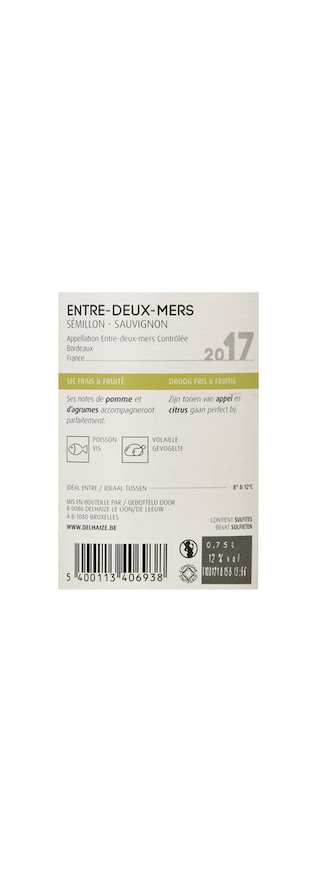 ENTRE-DEUX-MERS
SÉMILLON - SAUVIGNON
Appellation Entre-deux-mers Contrôlée
Bordeaux
France
2017
SEC FRAIS & FRUITÉ
Ses notes de pomme et
d'agrumes accompagneront
parfaitement:
DROOG FRIS & FRUITIG
Zijn tonen van appel en
citrus gaan perfect bij:
POISSON
VIS
VOLAILLE
GEVOGELTE
IDÉAL ENTRE / IDEAAL TUSSEN
8° & 12°C
MIS EN BOUTEILLE PAR / GEBOTTELD DOOR
B 0086 DELHAIZE LE LION/DE LEEUW
À B-1080 BRUXELLES
WWW.DELHAIZE.BE
CONTIENT SULFITES
BEVAT SULFIETEN
0,75 l
12 % vol
5 400113 406938